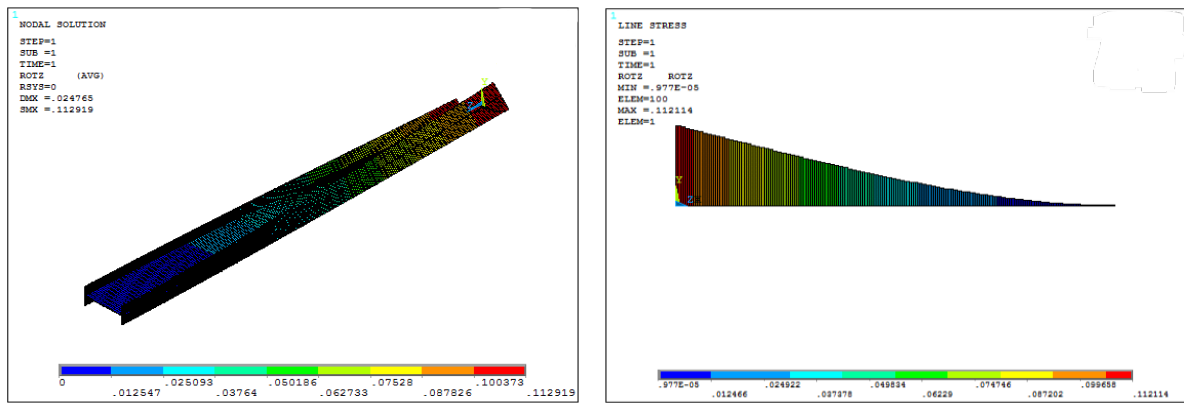 1
NODAL SOLUTION
STEP=1
SUB =1
TIME=1
ROTZ (AVG)
RSYS=0
DMX =.024765
SMX =.112919
Y
Z
0 .025093 .050186 .07528 .100373
.012547 .03764 .062733 .087826 .112919
1
LINE STRESS
STEP=1
SUB =1
TIME=1
ROTZ ROTZ
MIN =.977E-05
ELEM=100
MAX =.112114
ELEM=1
Y
Z
.977E-05 .024922 .049834 .074746 .099658
.012466 .037378 .06229 .087202 .112114